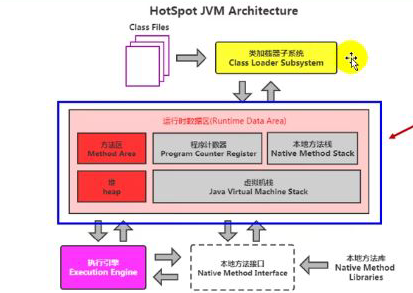 HotSpot JVM Architecture
Class Files
类加载器子系统
Class Loader Subsystem
运行时数据区(Runtime Data Area)
方法区
Method Area
程序计数器
Program Counter Register
本地方法栈
Native Method Stack
堆
heap
虚拟机栈
Java Virtual Machine Stack
执行引擎
Execution Engine
本地方法接口
Native Method Interface
本地方法库
Native Method
Libraries